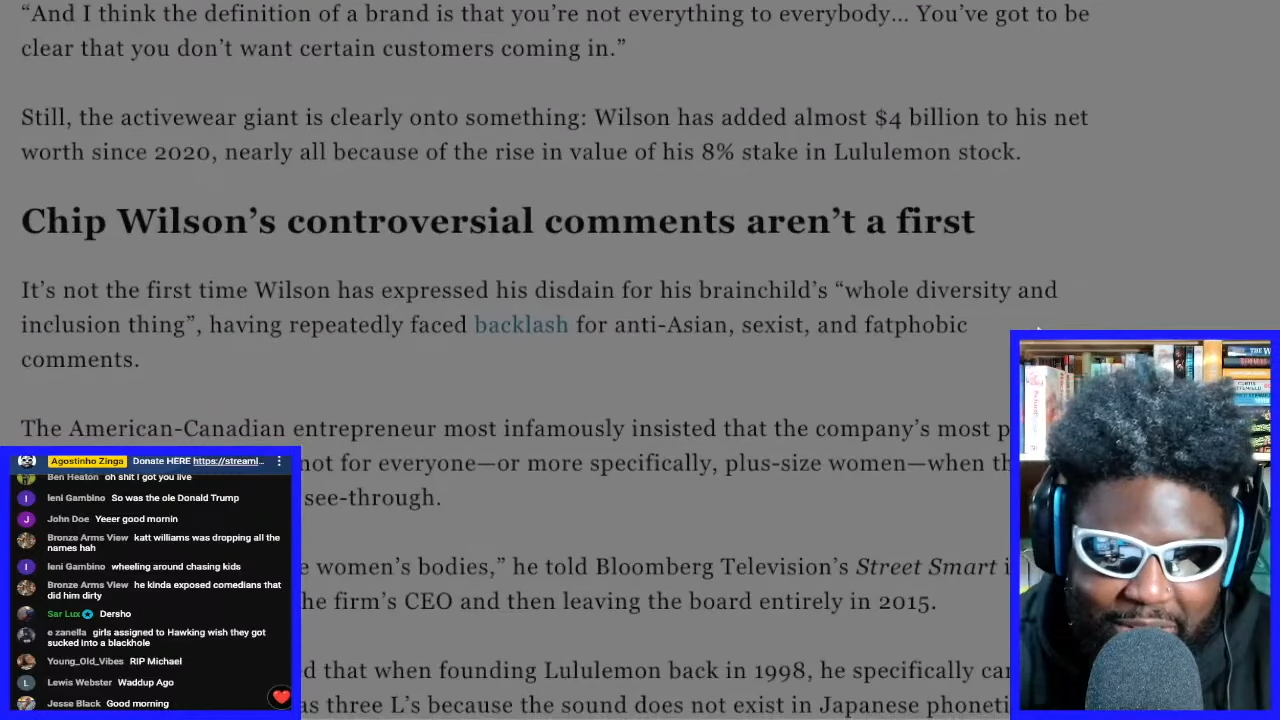 “And I think the definition of a brand is that you’re not everything to everybody… You’ve got to be
clear that you don’t want certain customers coming in.”
Still, the activewear giant is clearly onto something: Wilson has added almost $4 billion to his net
worth since 2020, nearly all because of the rise in value of his 8% stake in Lululemon stock.
Chip Wilson’s controversial comments aren’t a first
It’s not the first time Wilson has expressed his disdain for his brainchild’s “whole diversity and
inclusion thing”, having repeatedly faced backlash for anti-Asian, sexist, and fatphobic
comments.
The American-Canadian entrepreneur most infamously insisted that the company’s most p
not for everyone—or more specifically, plus-size women—when th
see-through.
e women’s bodies,” he told Bloomberg Television’s Street Smart i
he firm’s CEO and then leaving the board entirely in 2015.
d that when founding Lululemon back in 1998, he specifically car
as three L’s because the sound does not exist in Japanese phoneti
Agostinho Zinga Donate HERE https://streaml...
Ben Heaton oh shit I got you live
Ieni Gambino So was the ole Donald Trump
John Doe Yeeer good mornin
Bronze Arms View katt williams was dropping all the
names hah
Ieni Gambino wheeling around chasing kids
Bronze Arms View he kinda exposed comedians that
did him dirty
Sar Lux Dersho
e zanella girls assigned to Hawking wish they got
sucked into a blackhole
Young_Old_Vibes RIP Michael
Lewis Webster Waddup Ago
Jesse Black Good morning